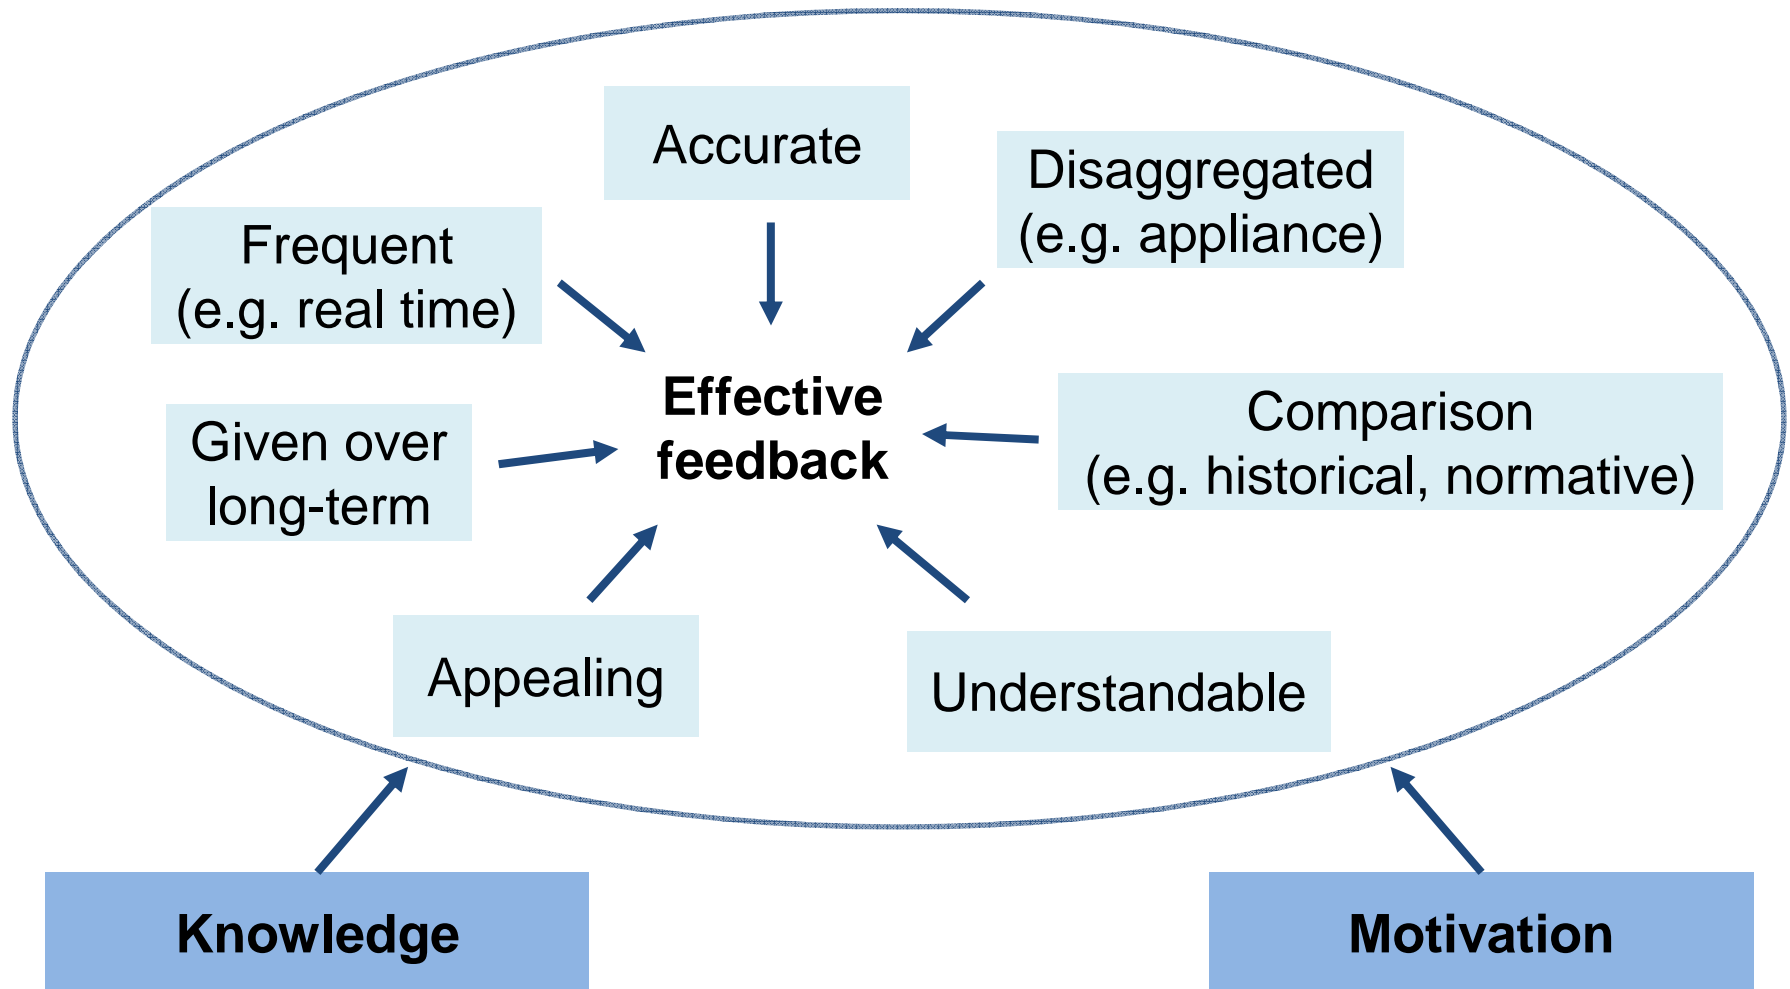 Accurate
Disaggregated
(e.g. appliance)
Frequent
(e.g. real time)
Effective
feedback
Comparison
(e.g. historical, normative)
Given over
long-term
Appealing
Understandable
Knowledge
Motivation